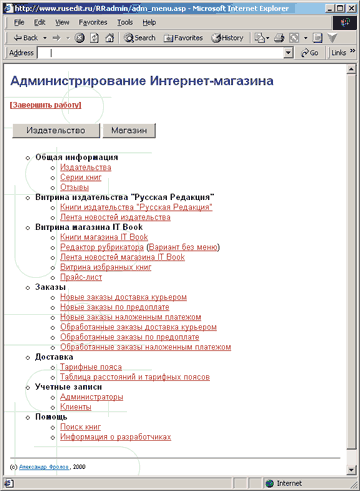 http://www.rusedit.ru/RRadmin/adm_menu.asp - Microsoft Internet Explorer
File Edit View Favorites Tools Help
Back Search Favorites History
Address Go Links »
Администрирование Интернет-магазина
[Завершить работу]
Издательство Магазин
Общая информация
Издательства
Серии книг
Отзывы
Витрина издательства "Русская Редакция"
Книги издательства "Русская Редакция"
Лента новостей издательства
Витрина магазина IT Book
Книги магазина IT Book
Редактор рубрикатора (Вариант без меню)
Лента новостей магазина IT Book
Витрина избранных книг
Прайс-лист
Заказы
Новые заказы доставка курьером
Новые заказы по предоплате
Новые заказы наложенным платежом
Обработанные заказы доставка курьером
Обработанные заказы по предоплате
Обработанные заказы наложенным платежом
Доставка
Тарифные пояса
Таблица расстояний и тарифных поясов
Учетные записи
Администраторы
Клиенты
Помощь
Поиск книг
Информация о разработчиках
(c) Александр Фролов, 2000
Internet